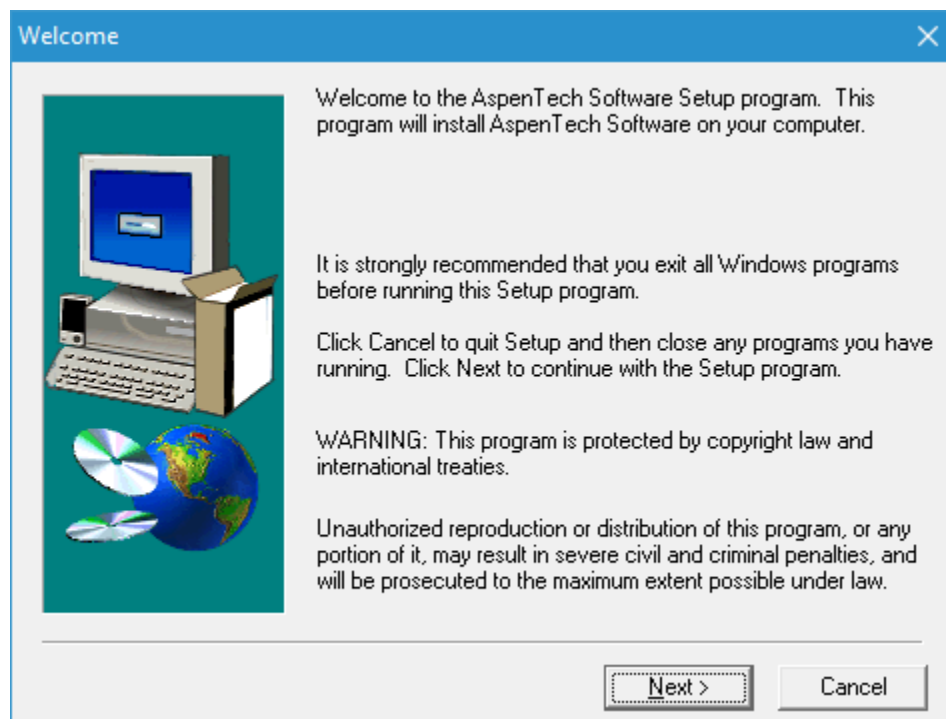 Welcome
Welcome to the AspenTech Software Setup program. This
program will install AspenTech Software on your computer.
It is strongly recommended that you exit all Windows programs
before running this Setup program.
Click Cancel to quit Setup and then close any programs you have
running. Click Next to continue with the Setup program.
WARNING: This program is protected by copyright law and
international treaties.
Unauthorized reproduction or distribution of this program, or any
portion of it, may result in severe civil and criminal penalties, and
will be prosecuted to the maximum extent possible under law.
Next >
Cancel